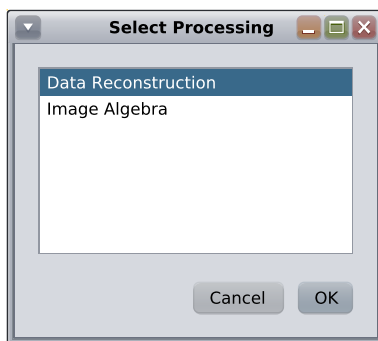 Select Processing
Data Reconstruction
Image Algebra
Cancel OK